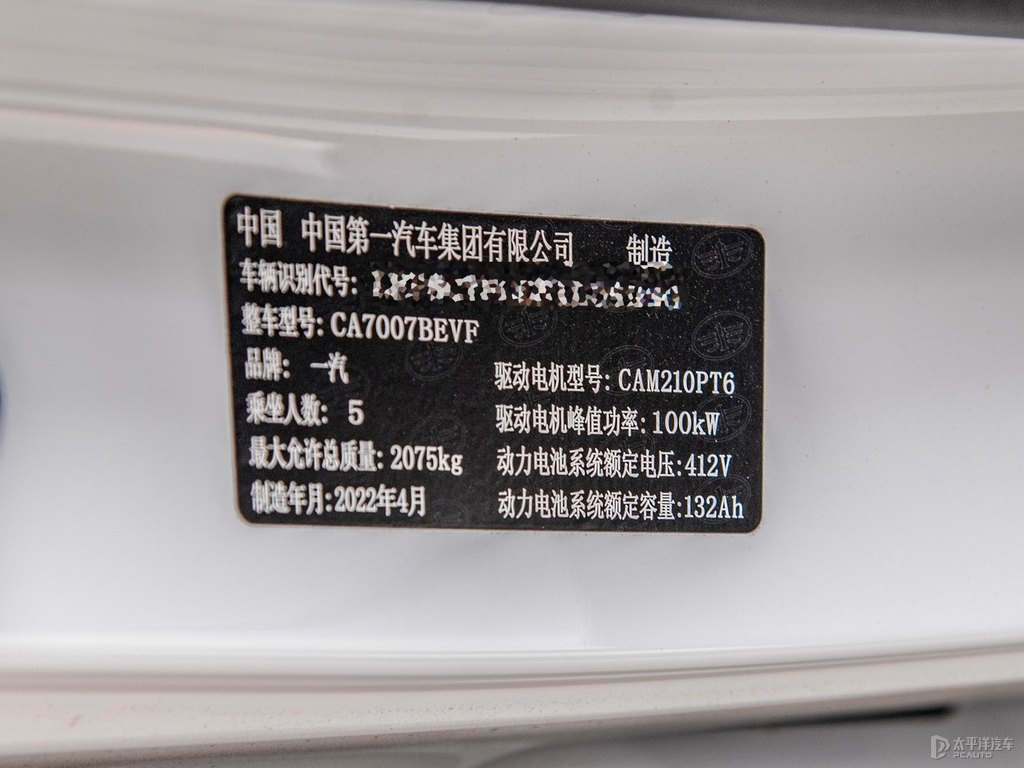 中国 中国第一汽车集团有限公司 制造
车辆识别代号:
整车型号: CA7007BEVF
品牌: 一汽
驱动电机型号: CAM210PT6
乘坐人数: 5
驱动电机峰值功率: 100kW
最大允许总质量: 2075kg
动力电池系统额定电压: 412V
制造年月: 2022年4月
动力电池系统额定容量: 132Ah
太平洋汽车
PCAUTO